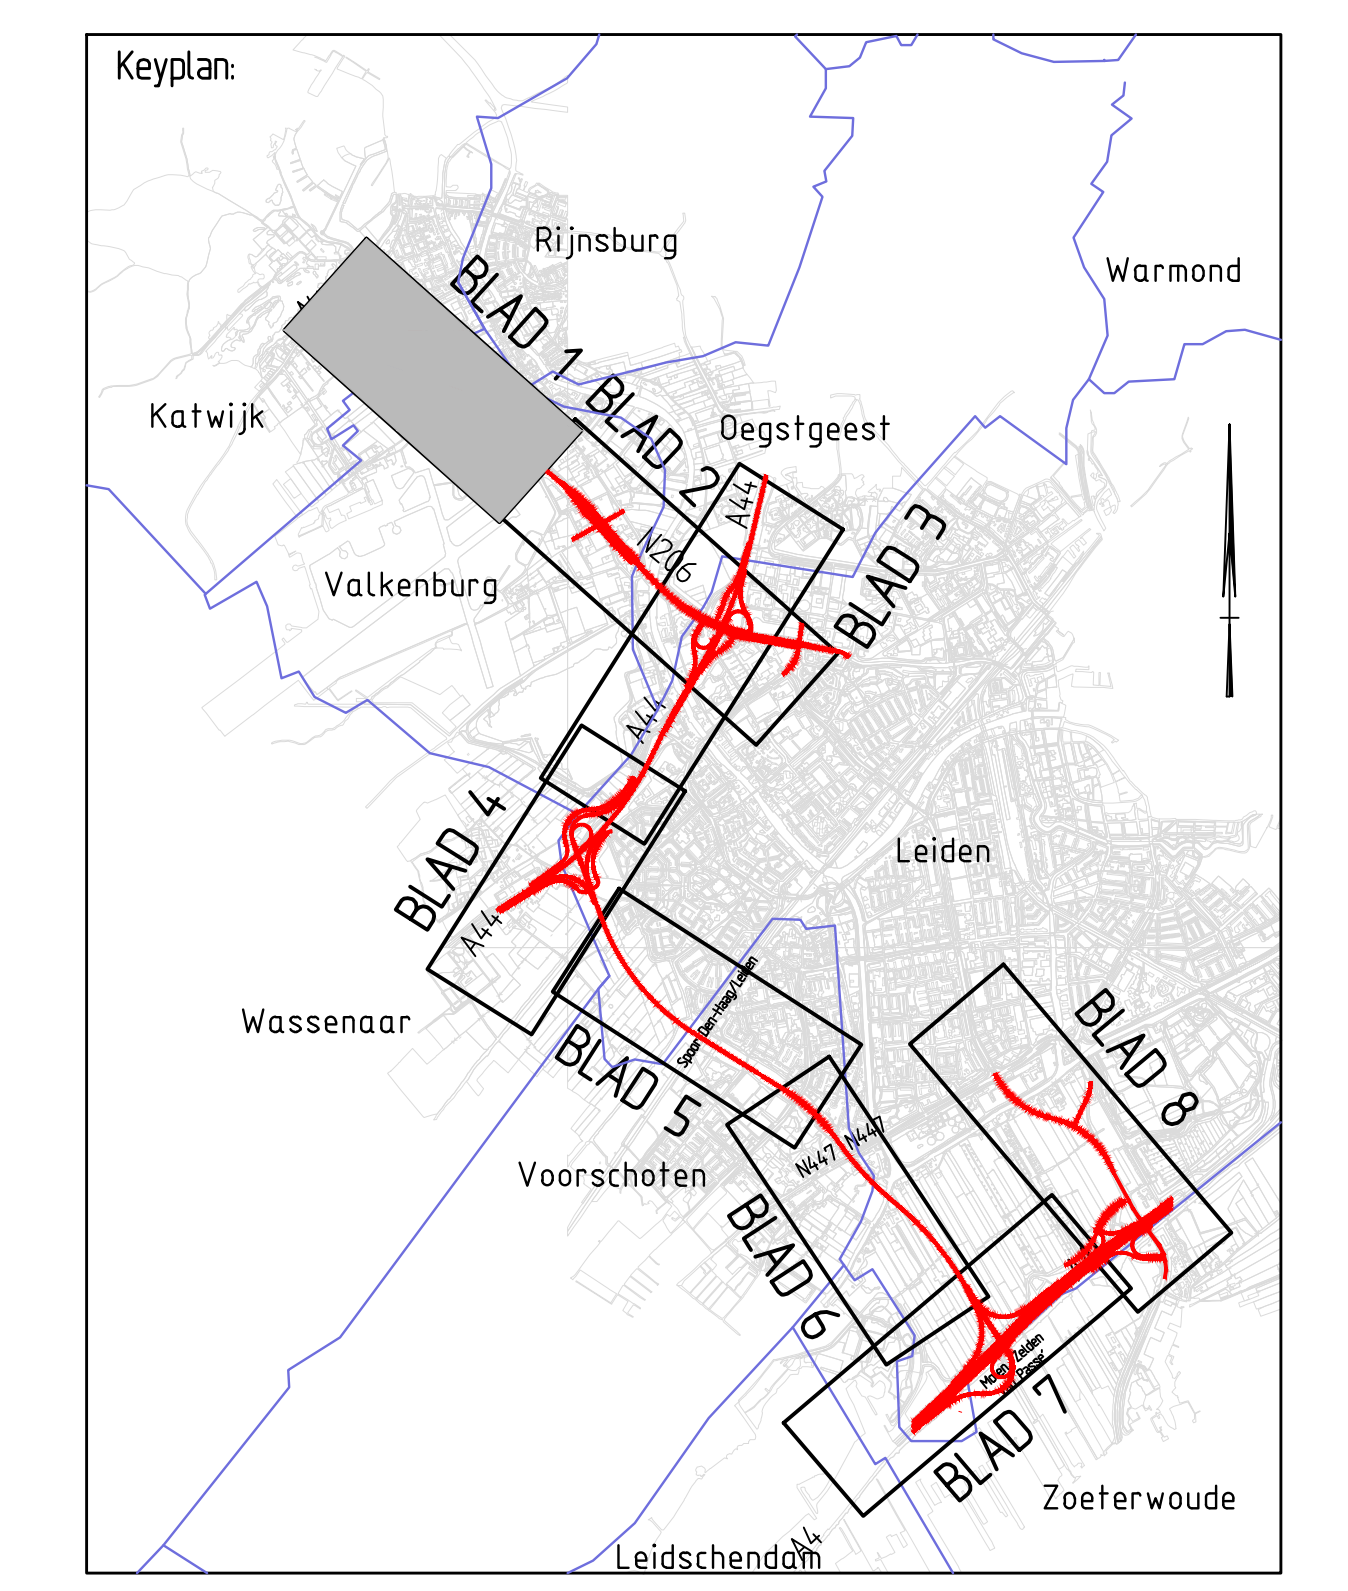 Keyplan:
Rijnsburg
Warmond
BLAD 1
Katwijk
BLAD 2
Oegstgeest
A44
BLAD 3
N206
Valkenburg
A44
BLAD 4
Leiden
A44
Spoor Den-Haag/Leiden
Wassenaar
BLAD 5
BLAD 8
N447
N447
Voorschoten
BLAD 6
Molen 'Zelden
Passe'
BLAD 7
Zoeterwoude
A4
Leidschendam